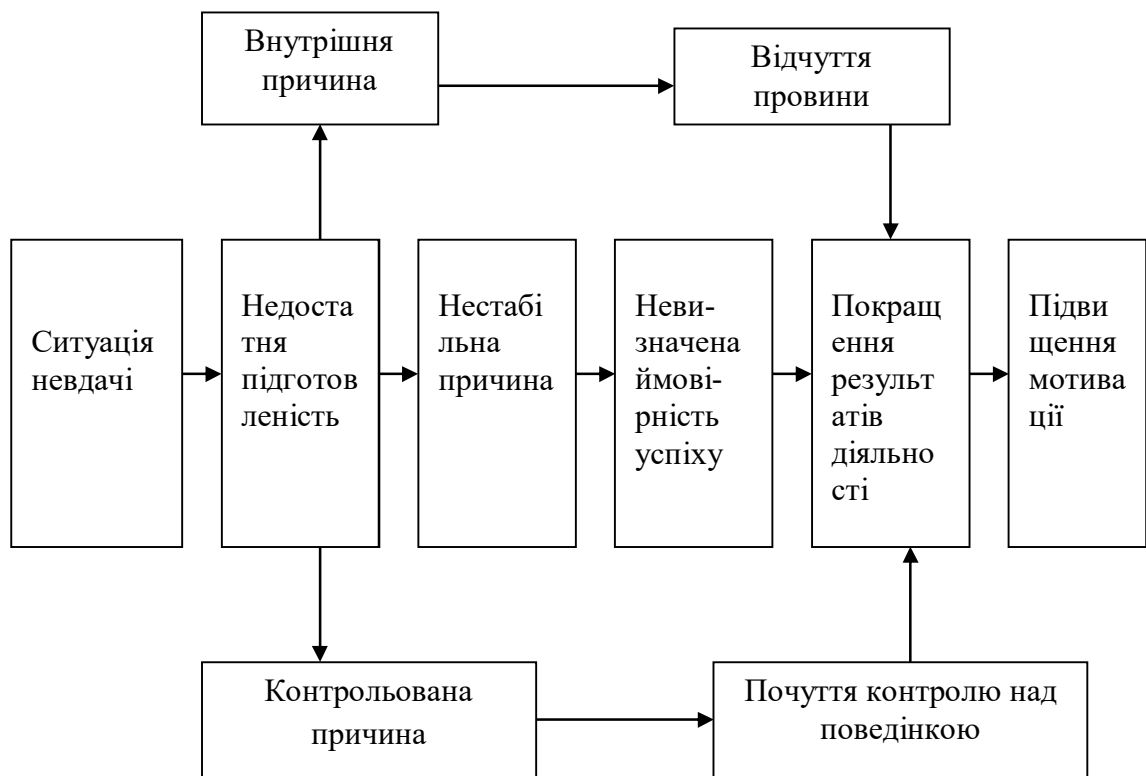 Внутрішня
причина
Відчуття
провини
Ситуація
невдачі
Недоста
тня
підготов
леність
Нестабі
льна
причина
Неви-
значена
ймові-
рність
успіху
Покращ
ення
результ
атів
діяльно
сті
Підви
щення
мотива
ції
Контрольована
причина
Почуття контролю над
поведінкою